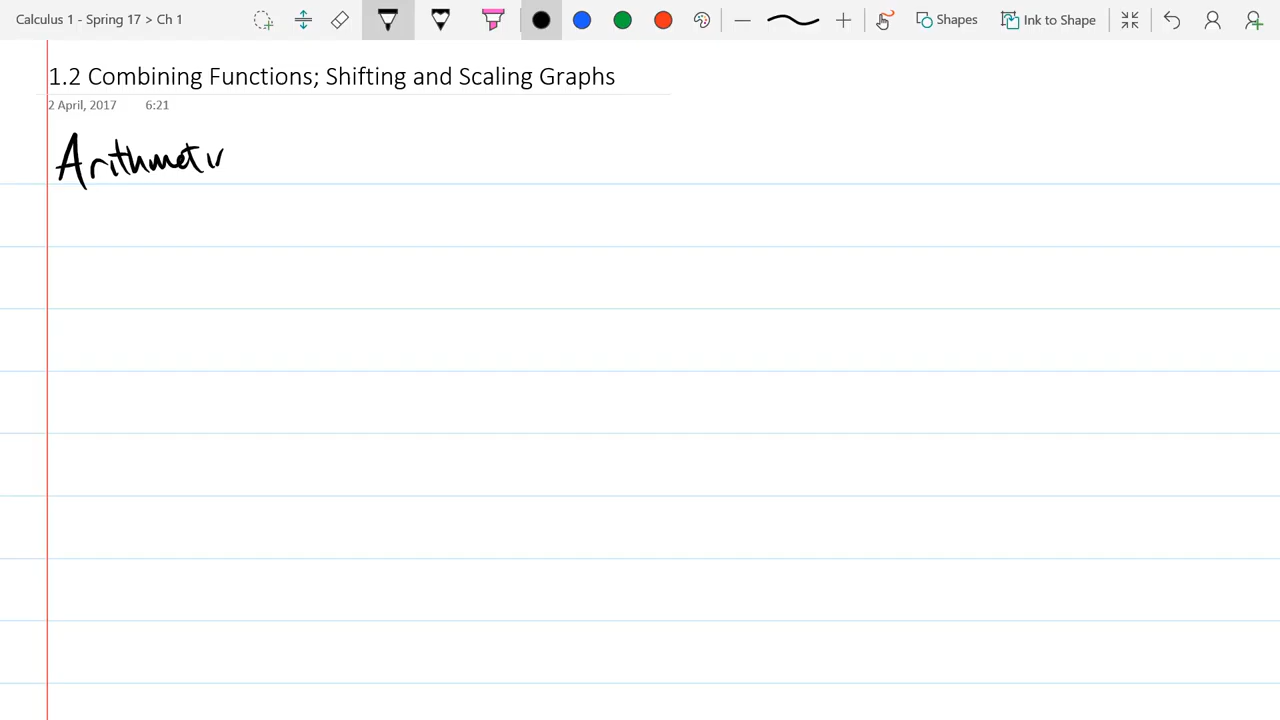 Calculus 1 - Spring 17 > Ch 1
Shapes
Ink to Shape
1.2 Combining Functions; Shifting and Scaling Graphs
2 April, 2017 6:21
Arithmeti